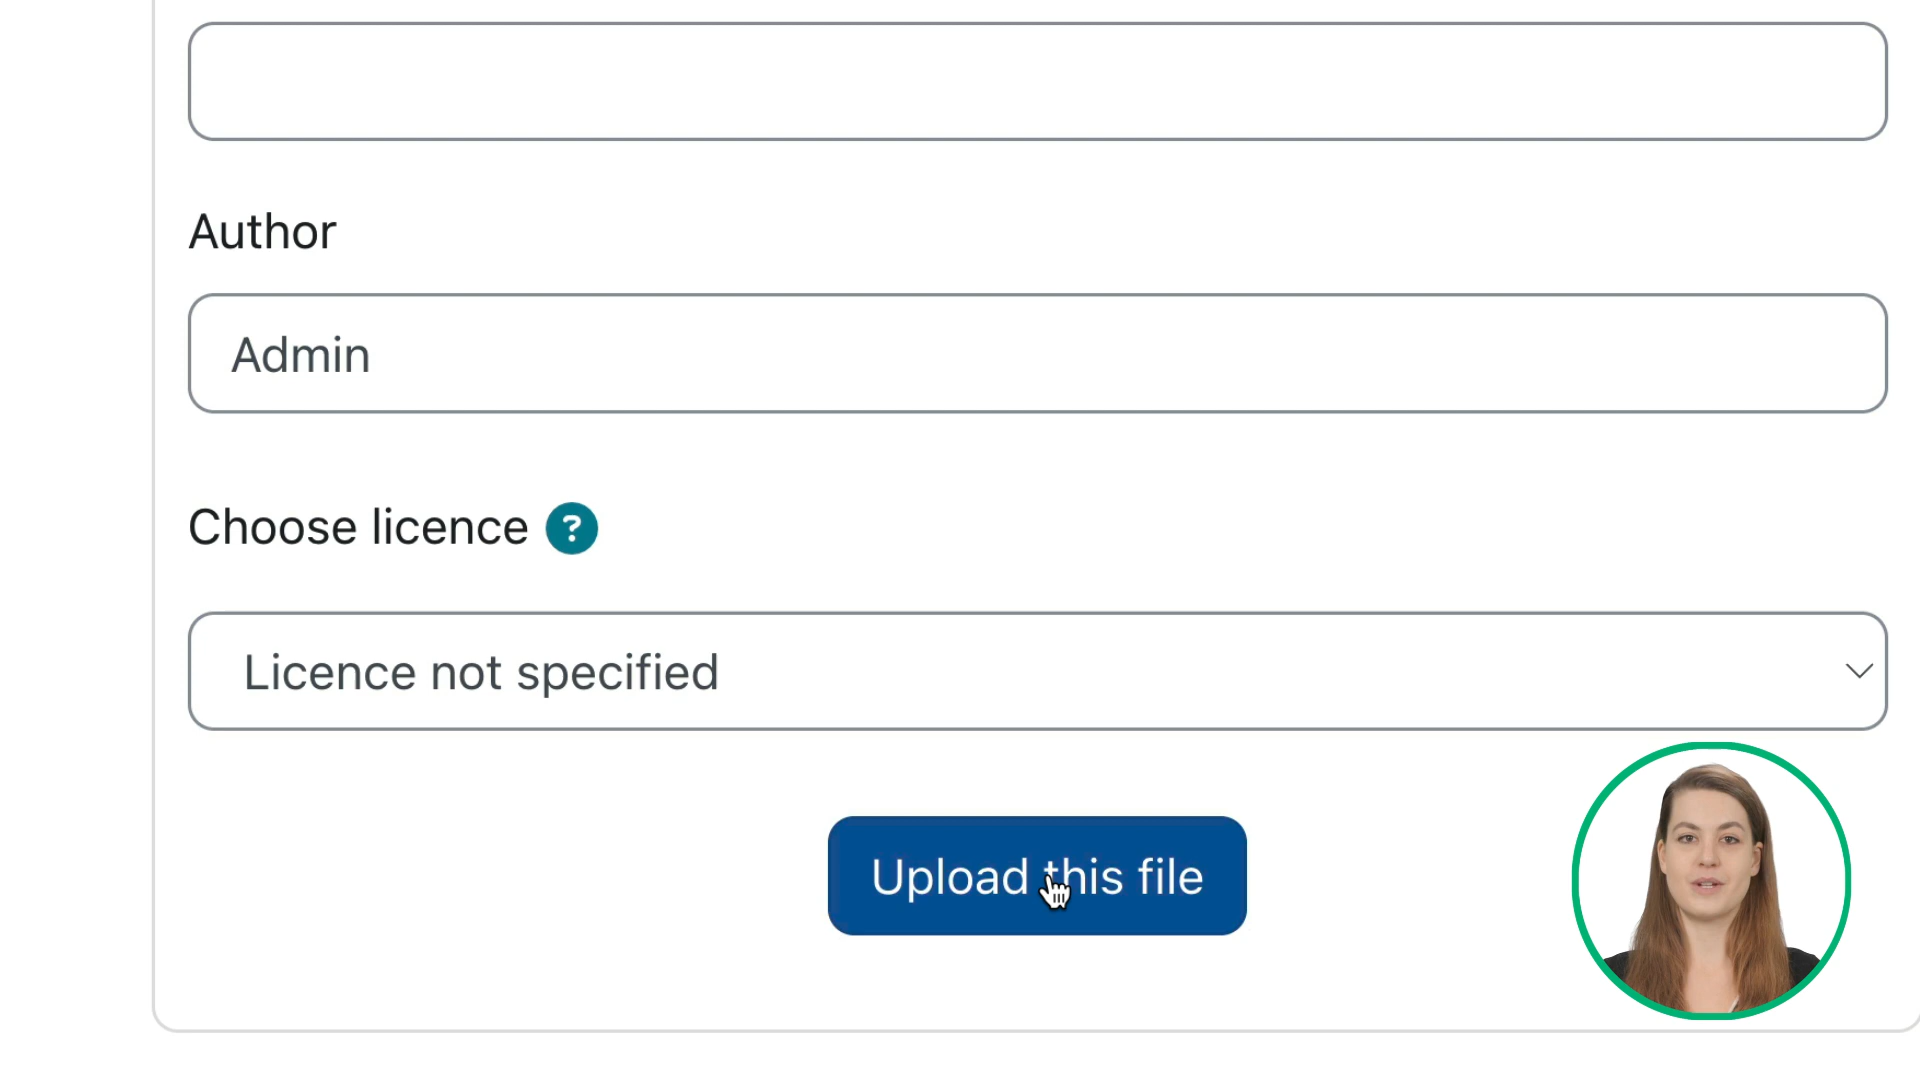 Author
Admin
Choose licence ?
Licence not specified
Upload this file